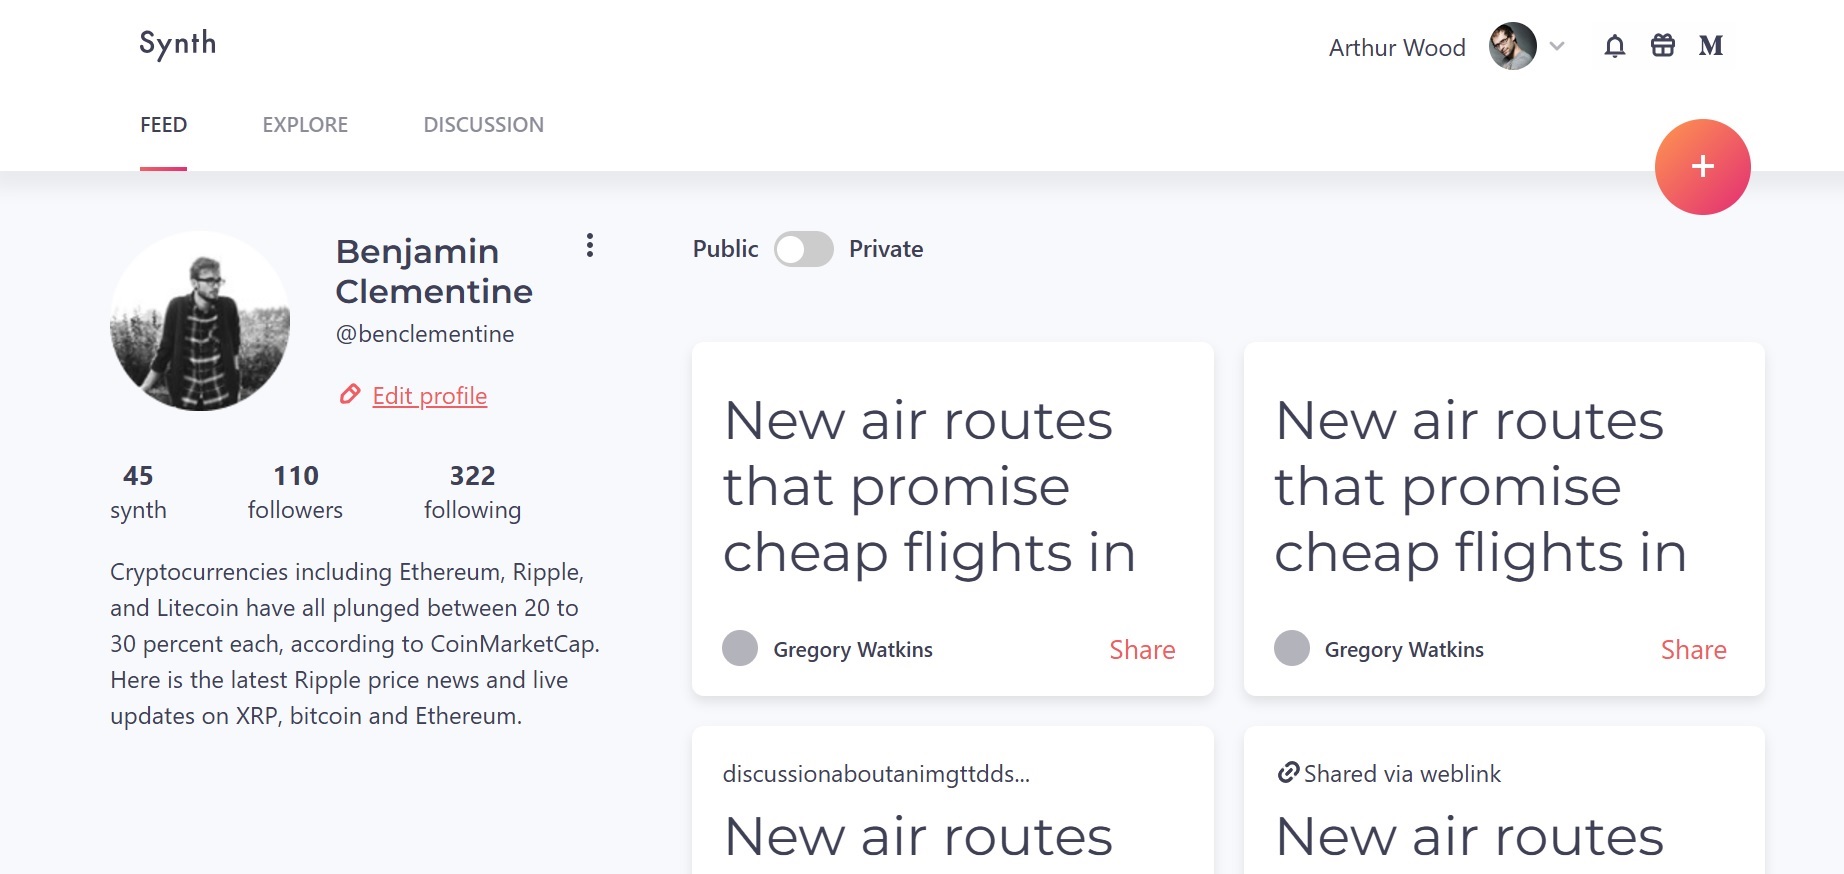 Synth
Arthur Wood
M
FEED
EXPLORE
DISCUSSION
Benjamin
Clementine
@benclementine
Edit profile
45
synth
110
followers
322
following
Cryptocurrencies including Ethereum, Ripple,
and Litecoin have all plunged between 20 to
30 percent each, according to CoinMarketCap.
Here is the latest Ripple price news and live
updates on XRP, bitcoin and Ethereum.
Public
Private
New air routes
that promise
cheap flights in
Gregory Watkins
Share
New air routes
that promise
cheap flights in
Gregory Watkins
Share
discussionaboutanimgttdds...
New air routes
Shared via weblink
New air routes